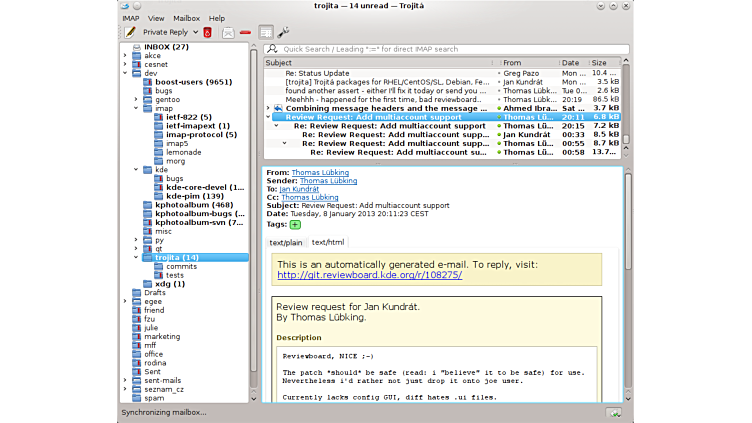 trojita — 14 unread — Trojitá
IMAP View Mailbox Help
Private Reply
Quick Search / Leading ":=" for direct IMAP search
INBOX (27)
akce
cesnet
dev
boost-users (9651)
bugs
gentoo
imap
ietf-822 (5)
ietf-imapext (1)
imap-protocol (5)
imap5
lemonade
morg
kde
bugs
kde-core-devel (1...
kde-pim (139)
kphotoalbum (468)
kphotoalbum-bugs (...
kphotoalbum-svn (7...
misc
py
qt
trojita (14)
commits
tests
xdg (1)
Drafts
egee
friend
fzu
julie
marketing
mff
office
rodina
Sent
sent-mails
seznam_cz
spam
Subject From Date Size
Re: Status Update Greg Pazo Mon ... 10.4 ...
[trojita] Trojitá packages for RHEL/CentOS/SL, Debian, Fe... Jan Kundrát Mon ... 3.5 kB
found another assert - either I'll fix it today or send you ... Thomas Lübk... Tue 0... 2.6 kB
Meehhh - happened for the first time, bad reviewboard.. Thomas Lübk... 20:19 86.5 kB
Combining message headers and the message ... Ahmed Ibra... Sat ... 3.7 kB
Review Request: Add multiaccount support Thomas Lü... 20:11 6.8 kB
Re: Review Request: Add multiaccount support Thomas Lü... 20:15 7.2 kB
Re: Review Request: Add multiaccount support Jan Kundrát 00:33 8.5 kB
Re: Review Request: Add multiaccount supp... Thomas Lü... 00:55 8.7 kB
Re: Review Request: Add multiaccount su... Thomas Lü... 00:58 13.7...
From: Thomas Lübking
Sender: Thomas Lübking
To: Jan Kundrát
Cc: Thomas Lübking
Subject: Review Request: Add multiaccount support
Date: Tuesday, 8 January 2013 20:11:23 CEST
Tags: +
text/plain text/html
This is an automatically generated e-mail. To reply, visit:
http://git.reviewboard.kde.org/r/108275/
Review request for Jan Kundrát.
By Thomas Lübking.
Description
Reviewboard, NICE ;-)
The patch *should* be safe (read: i "believe" it to be safe) for use.
Nevertheless i'd rather not just drop it onto joe user.
Currently lacks config GUI, diff hates .ui files.
Synchronizing mailbox...